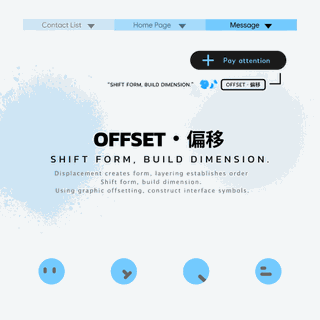 Contact List
Home Page
Message
Pay attention
"SHIFT FORM, BUILD DIMENSION."
OFFSET・偏移
OFFSET・偏移
SHIFT FORM, BUILD DIMENSION.
Displacement creates form, layering establishes order
Shift form, build dimension.
Using graphic offsetting, construct interface symbols.